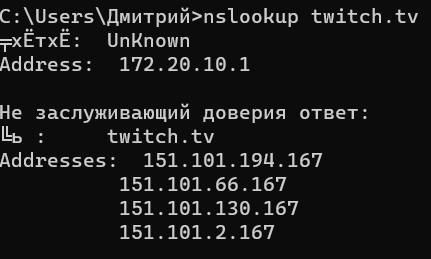 C:\Users\Дмитрий>nslookup twitch.tv
╤хЁтхЁ:  UnKnown
Address:  172.20.10.1

Не заслуживающий доверия ответ:
╚ь :     twitch.tv
Addresses:  151.101.194.167
          151.101.66.167
          151.101.130.167
          151.101.2.167